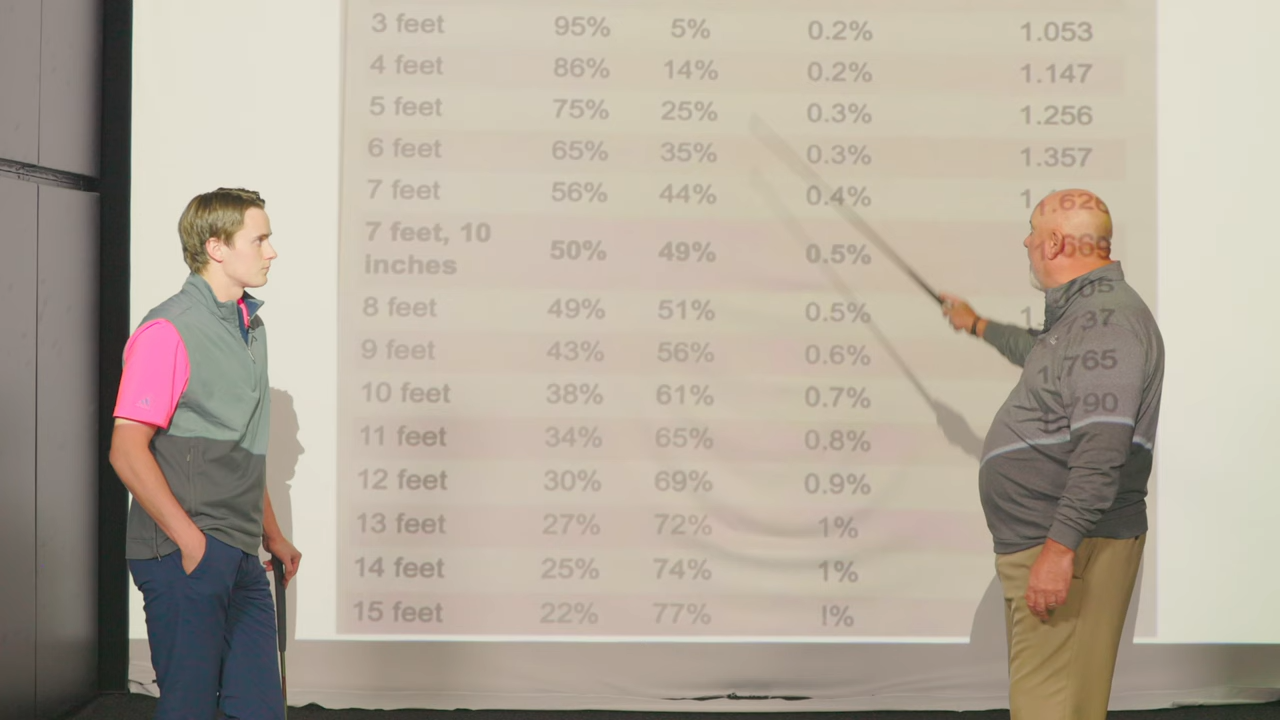 3 feet 95% 5% 0.2% 1.053
4 feet 86% 14% 0.2% 1.147
5 feet 75% 25% 0.3% 1.256
6 feet 65% 35% 0.3% 1.357
7 feet 56% 44% 0.4%
7 feet, 10
inches 50% 49% 0.5%
8 feet 49% 51% 0.5%
9 feet 43% 56% 0.6%
10 feet 38% 61% 0.7% 1.765
11 feet 34% 65% 0.8% 790
12 feet 30% 69% 0.9%
13 feet 27% 72% 1%
14 feet 25% 74% 1%
15 feet 22% 77% !%